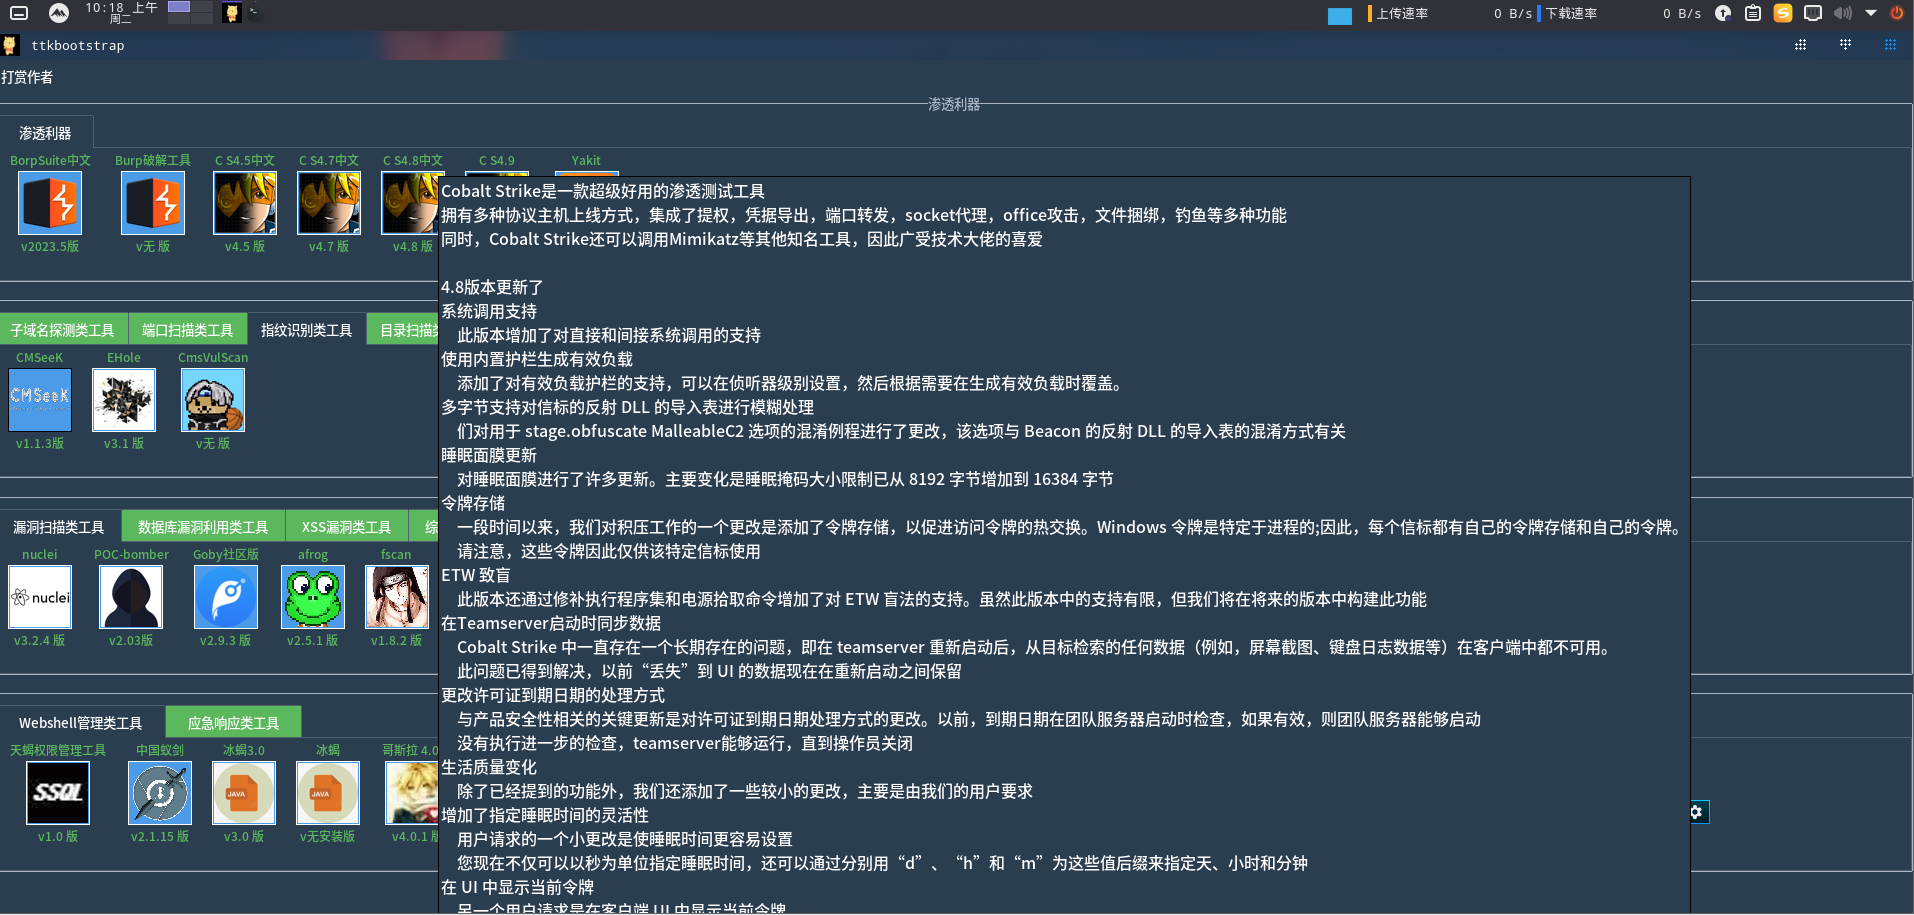 10:18 上午
周二
上传速率 0 B/s 下载速率 0 B/s
ttkbootstrap
打赏作者
渗透利器
渗透利器
BorpSuite中文 Burp破解工具 C S4.5中文 C S4.7中文 C S4.8中文 C S4.9 Yakit
v2023.5版 v无 版 v4.5 版 v4.7 版 v4.8 版
Cobalt Strike是一款超级好用的渗透测试工具
拥有多种协议主机上线方式，集成了提权，凭据导出，端口转发，socket代理，office攻击，文件捆绑，钓鱼等多种功能
同时，Cobalt Strike还可以调用Mimikatz等其他知名工具，因此广受技术大佬的喜爱
4.8版本更新了
系统调用支持
此版本增加了对直接和间接系统调用的支持
使用内置护栏生成有效负载
添加了对有效负载护栏的支持，可以在侦听器级别设置，然后根据需要在生成有效负载时覆盖。
多字节支持对信标的反射 DLL 的导入表进行模糊处理
们对用于 stage.obfuscate MalleableC2 选项的混淆例程进行了更改，该选项与 Beacon 的反射 DLL 的导入表的混淆方式有关
睡眠面膜更新
对睡眠面膜进行了许多更新。主要变化是睡眠掩码大小限制已从 8192 字节增加到 16384 字节
令牌存储
一段时间以来，我们对积压工作的一个更改是添加了令牌存储，以促进访问令牌的热交换。Windows 令牌是特定于进程的;因此，每个信标都有自己的令牌存储和自己的令牌。
请注意，这些令牌因此仅供该特定信标使用
ETW 致盲
此版本还通过修补执行程序集和电源拾取命令增加了对 ETW 盲法的支持。虽然此版本中的支持有限，但我们将在将来的版本中构建此功能
在Teamserver启动时同步数据
Cobalt Strike 中一直存在一个长期存在的问题，即在 teamserver 重新启动后，从目标检索的任何数据（例如，屏幕截图、键盘日志数据等）在客户端中都不可用。
此问题已得到解决，以前“丢失”到 UI 的数据现在在重新启动之间保留
更改许可证到期日期的处理方式
与产品安全性相关的关键更新是对许可证到期日期处理方式的更改。以前，到期日期在团队服务器启动时检查，如果有效，则团队服务器能够启动
没有执行进一步的检查，teamserver能够运行，直到操作员关闭
生活质量变化
除了已经提到的功能外，我们还添加了一些较小的更改，主要是由我们的用户要求
增加了指定睡眠时间的灵活性
用户请求的一个小更改是使睡眠时间更容易设置
您现在不仅可以以秒为单位指定睡眠时间，还可以通过分别用“d”、“h”和“m”为这些值后缀来指定天、小时和分钟
在 UI 中显示当前令牌
另一个用户请求是在客户端 UI 中显示当前令牌
子域名探测类工具 端口扫描类工具 指纹识别类工具 目录扫描
CMSeeK EHole CmsVulScan
CMSeeK
v1.1.3版 v3.1 版 v无 版
漏洞扫描类工具 数据库漏洞利用类工具 XSS漏洞类工具 综
nuclei POC-bomber Goby社区版 afrog fscan
nuclei
v3.2.4 版 v2.03版 v2.9.3 版 v2.5.1 版 v1.8.2 版
Webshell管理类工具 应急响应类工具
天蝎权限管理工具 中国蚁剑 冰蝎3.0 冰蝎 哥斯拉 4.0
SSQL JAVA JAVA
v1.0 版 v2.1.15 版 v3.0 版 v无安装版 v4.0.1